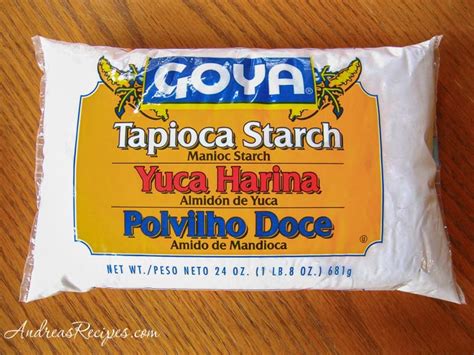 GOYA®
Tapioca Starch
Manioc Starch
Yuca Harina
Almidón de Yuca
Polvilho Doce
Amido de Mandioca
NET WT./PESO NETO 24 OZ. (1 LB.8 OZ.) 681g
AndreasRecipes.com